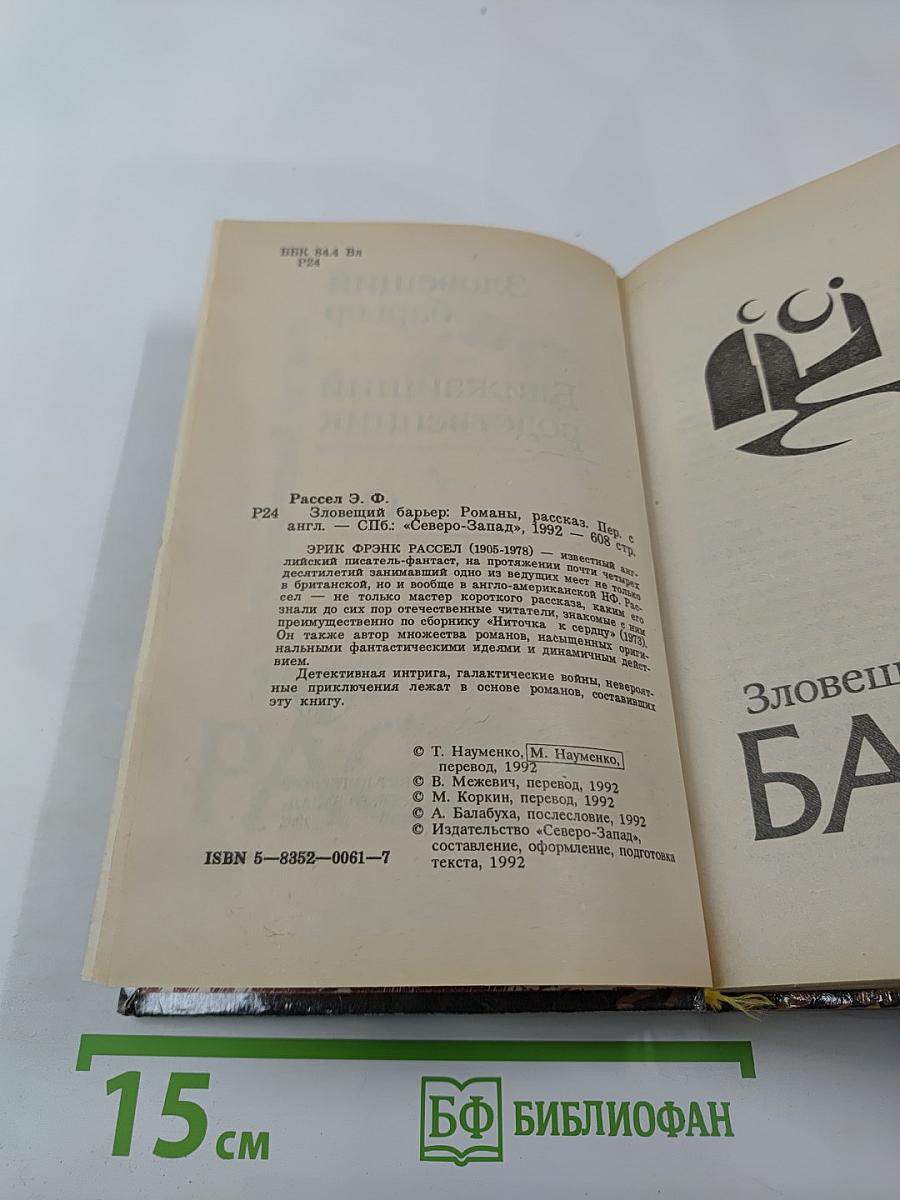 ББК 84.4 Вл
Р24
Рассел Э. Ф.
Р24 Зловещий барьер: Романы, рассказ. Пер. с
англ. — СПб.: «Северо-Запад», 1992 — 608 стр.
ЭРИК ФРЭНК РАССЕЛ (1905-1978) — известный анг-
лийский писатель-фантаст, на протяжении почти четырех
десятилетий занимавший одно из ведущих мест не только
в британской, но и вообще в англо-американской НФ. Рас-
сел — не только мастер короткого рассказа, каким его
знали до сих пор отечественные читатели, знакомые с ним
преимущественно по сборнику «Ниточка к сердцу» (1973).
Он также автор множества романов, насыщенных ориги-
нальными фантастическими идеями и динамичным дейст-
вием.
Детективная интрига, галактические войны, невероят-
ные приключения лежат в основе романов, составивших
эту книгу.
© Т. Науменко, М. Науменко,
перевод, 1992
© В. Межевич, перевод, 1992
© М. Коркин, перевод, 1992
© А. Балабуха, послесловие, 1992
© Издательство «Северо-Запад»,
составление, оформление, подготовка
текста, 1992
ISBN 5—8352—0061—7
Зловещ
БА
15 см
БФ БИБЛИОФАН